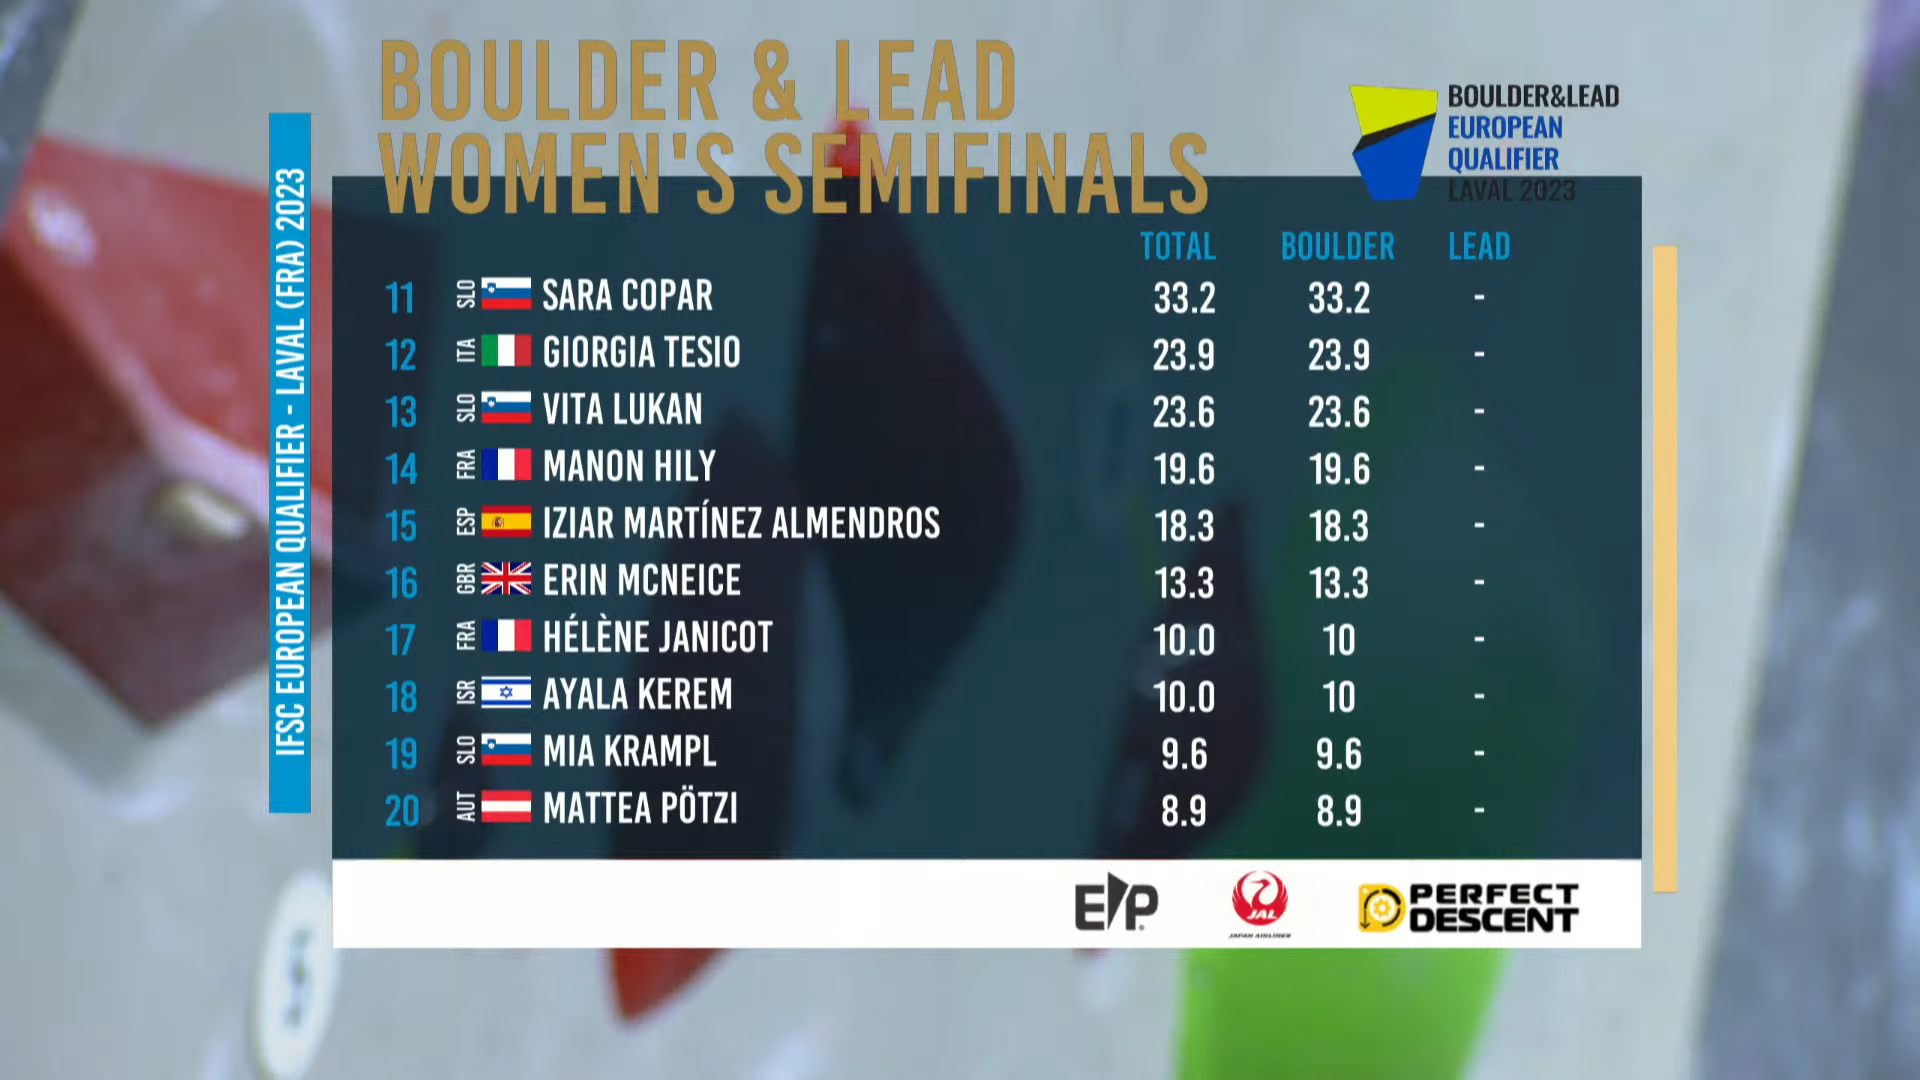 BOULDER & LEAD
WOMEN'S SEMIFINALS
BOULDER&LEAD
EUROPEAN
QUALIFIER
LAVAL 2023
IFSC EUROPEAN QUALIFIER - LAVAL (FRA) 2023
TOTAL BOULDER LEAD
11 SLO SARA COPAR 33.2 33.2 -
12 ITA GIORGIA TESIO 23.9 23.9 -
13 SLO VITA LUKAN 23.6 23.6 -
14 FRA MANON HILY 19.6 19.6 -
15 ESP IZIAR MARTÍNEZ ALMENDROS 18.3 18.3 -
16 GBR ERIN MCNEICE 13.3 13.3 -
17 FRA HÉLÈNE JANICOT 10.0 10 -
18 ISR AYALA KEREM 10.0 10 -
19 SLO MIA KRAMPL 9.6 9.6 -
20 AUT MATTEA PÖTZI 8.9 8.9 -
EP
JAL
JAPAN AIRLINES
PERFECT
DESCENT